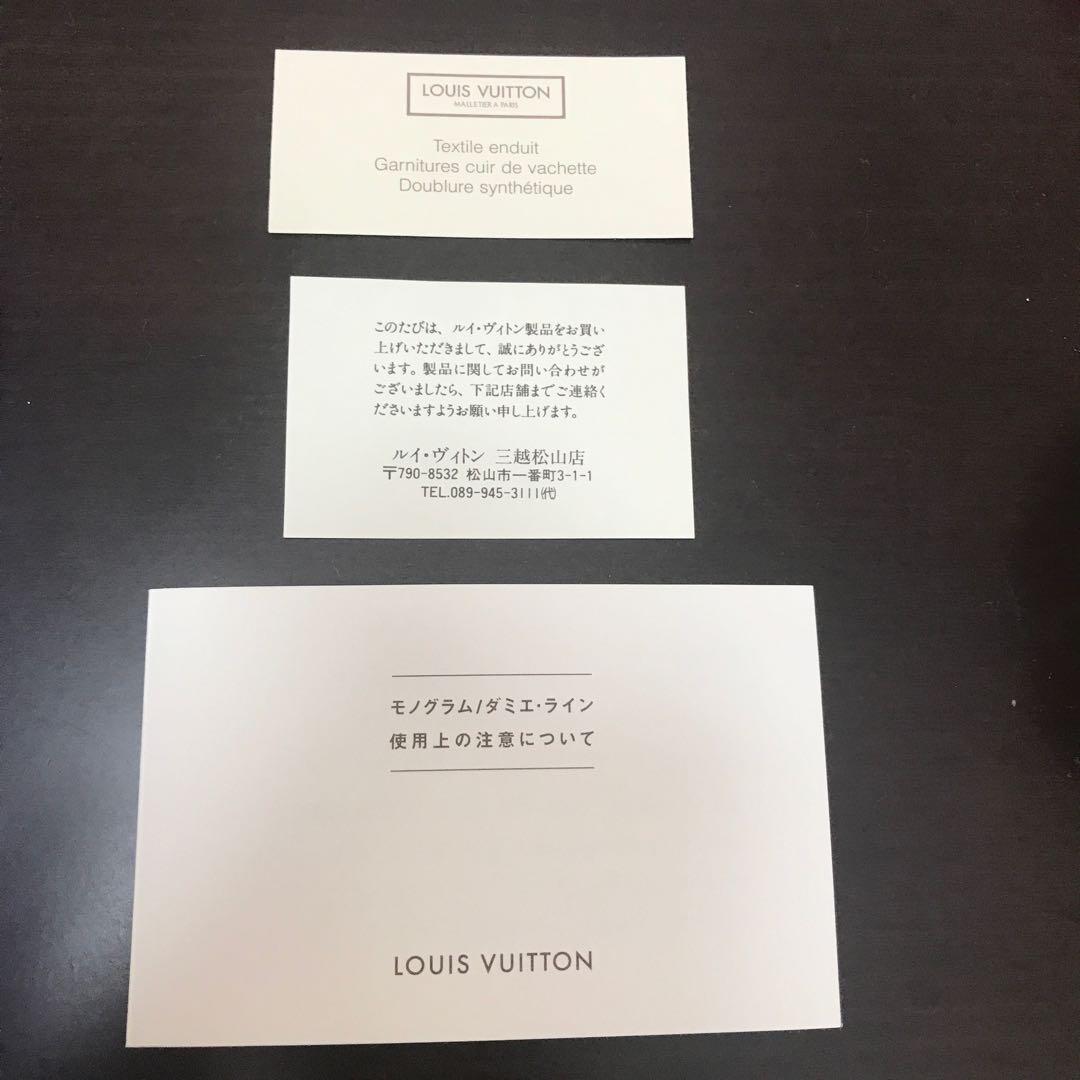 LOUIS VUITTON
MALLETIER A PARIS
Textile enduit
Garnitures cuir de vachette
Doublure synthétique
このたびは、ルイ・ヴィトン製品をお買い
上げいただきまして、誠にありがとうござ
います。製品に関してお問い合わせが
ございましたら、下記店舗までご連絡く
ださいますようお願い申し上げます。
ルイ・ヴィトン 三越松山店
〒790-8532 松山市一番町3-1-1
TEL.089-945-3111㈹
モノグラム/ダミエ・ライン
使用上の注意について
LOUIS VUITTON